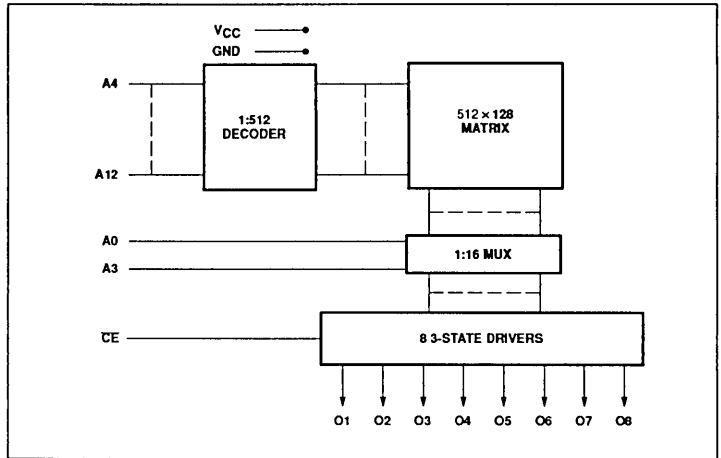 VCC
GND
A4
1:512
DECODER
512 × 128
MATRIX
A12
A0
1:16 MUX
A3
CE
8 3-STATE DRIVERS
O1 O2 O3 O4 O5 O6 O7 O8